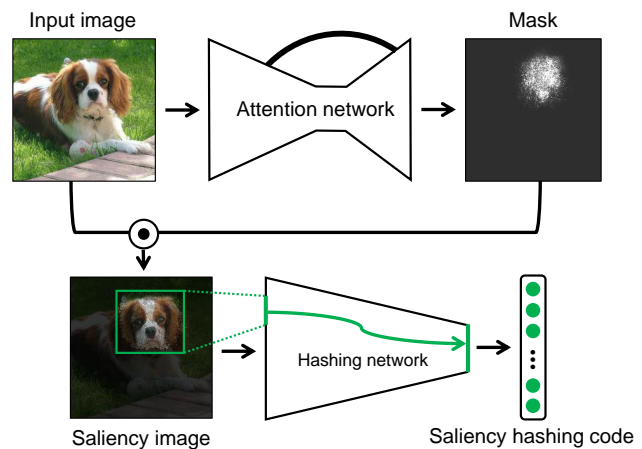 Input image
Mask
Attention network
Hashing network
Saliency image
Saliency hashing code